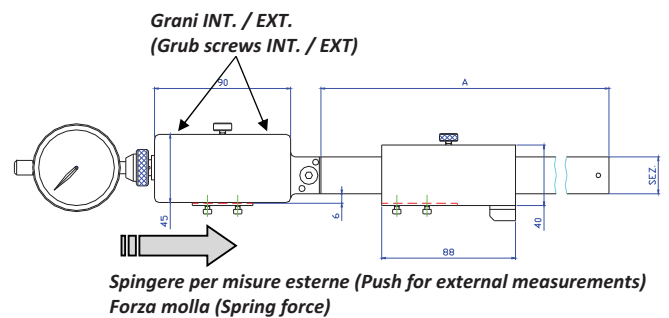 Grani INT. / EXT.
(Grub screws INT. / EXT)
90
A
45
6
40
SEZ.
88
Spingere per misure esterne (Push for external measurements)
Forza molla (Spring force)